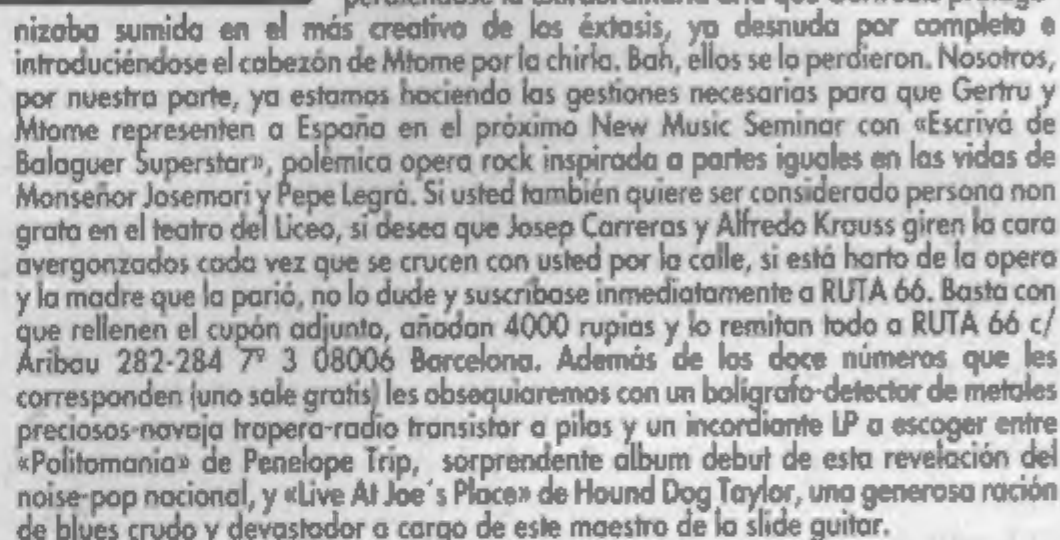 nizaba sumida en el más creativo de los éxtasis, ya desnuda por completo e
introduciéndose el cabezón de Mtome por la chirla. Bah, ellos se lo perdieron. Nosotros,
por nuestra parte, ya estamos haciendo las gestiones necesarias para que Gertru y
Mtome representen a España en el próximo New Music Seminar con «Escrivá de
Balaguer Superstar», polémica opera rock inspirada a partes iguales en las vidas de
Monseñor Josemari y Pepe Legrá. Si usted también quiere ser considerado persona non
grata en el teatro del Liceo, si desea que Josep Carreras y Alfredo Krauss giren la cara
avergonzados cada vez que se crucen con usted por la calle, si está harto de la opera
y la madre que la parió, no lo dude y suscríbase inmediatamente a RUTA 66. Basta con
que rellenen el cupón adjunto, añadan 4000 rupias y lo remitan todo a RUTA 66 c/
Aribau 282-284 7º 3 08006 Barcelona. Además de los doce números que les
corresponden (uno sale gratis) les obsequiaremos con un bolígrafo-detector de metales
preciosos-navaja trapera-radio transistor a pilas y un incordiante LP a escoger entre
«Politomania» de Penelope Trip, sorprendente album debut de esta revelación del
noise-pop nacional, y «Live At Joe's Place» de Hound Dog Taylor, una generosa ración
de blues crudo y devastador a cargo de este maestro de la slide guitar.